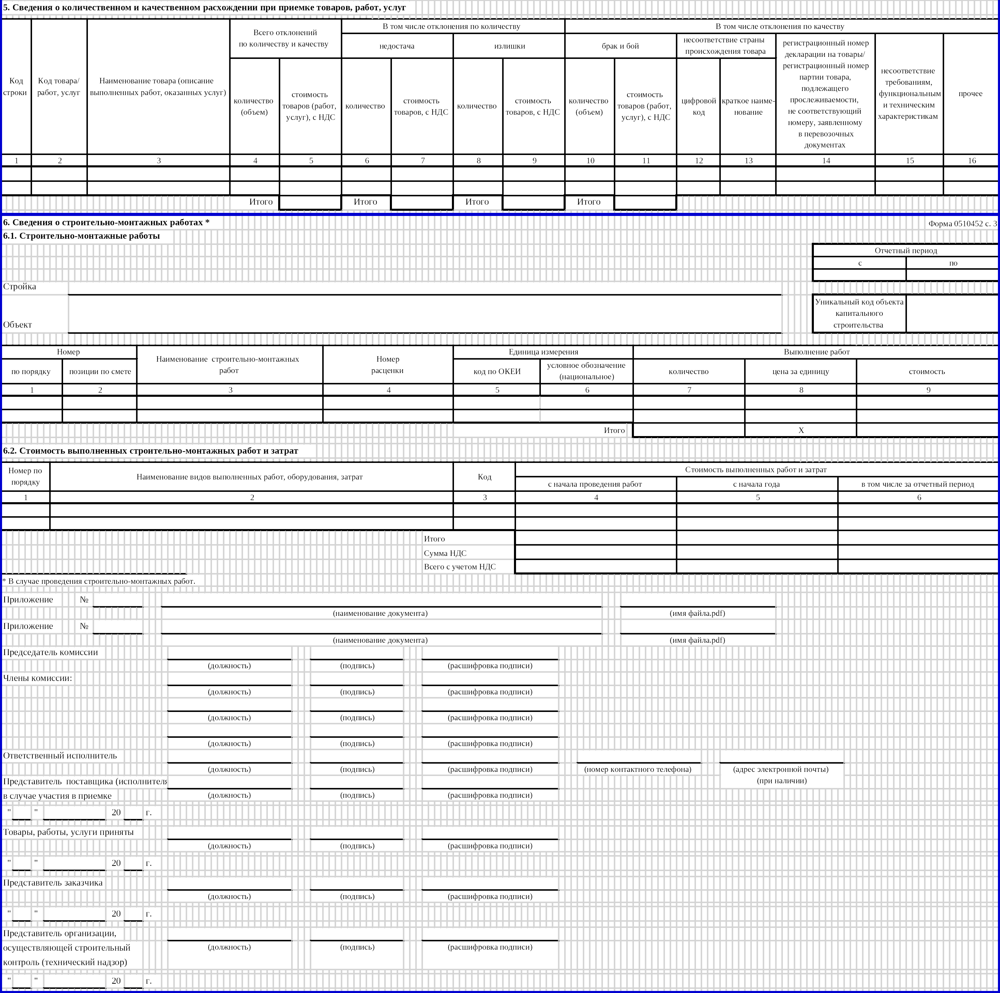 5. Сведения о количественном и качественном расхождении при приемке товаров, работ, услуг
Код
строки
Код товара/
работ, услуг
Наименование товара (описание
выполненных работ, оказанных услуг)
Всего отклонений
по количеству и качеству
В том числе отклонения по количеству
В том числе отклонения по качеству
недостача
излишки
брак и бой
несоответствие страны
происхождения товара
регистрационный номер
декларации на товары/
регистрационный номер
партии товара,
подлежащего
прослеживаемости,
не соответствующий
номеру, заявленному
в перевозочных
документах
несоответствие
требованиям,
функциональным
и техническим
характеристикам
прочее
количество
(объем)
стоимость
товаров (работ,
услуг), с НДС
количество
стоимость
товаров, с НДС
количество
стоимость
товаров, с НДС
количество
(объем)
стоимость
товаров (работ,
услуг), с НДС
цифровой
код
краткое наиме-
нование
1 2 3 4 5 6 7 8 9 10 11 12 13 14 15 16
Итого Итого Итого Итого
6. Сведения о строительно-монтажных работах *
Форма 0510452 с. 3
6.1. Строительно-монтажные работы
Отчетный период
с по
Стройка
Объект
Уникальный код объекта
капитального
строительства
Номер
Наименование  строительно-монтажных
работ
Номер
расценки
Единица измерения
Выполнение работ
по порядку
позиции по смете
код по ОКЕИ
условное обозначение
(национальное)
количество
цена за единицу
стоимость
1 2 3 4 5 6 7 8 9
Итого Х
6.2. Стоимость выполненных строительно-монтажных работ и затрат
Номер по
порядку
Наименование видов выполненных работ, оборудования, затрат
Код
Стоимость выполненных работ и затрат
с начала проведения работ
с начала года
в том числе за отчетный период
1 2 3 4 5 6
Итого
Сумма НДС
Всего с учетом НДС
* В случае проведения строительно-монтажных работ.
Приложение №
(наименование документа) (имя файла.pdf)
Приложение №
(наименование документа) (имя файла.pdf)
Председатель комиссии
(должность) (подпись) (расшифровка подписи)
Члены комиссии:
(должность) (подпись) (расшифровка подписи)
(должность) (подпись) (расшифровка подписи)
(должность) (подпись) (расшифровка подписи)
Ответственный исполнитель
(должность) (подпись) (расшифровка подписи) (номер контактного телефона) (адрес электронной почты)
(при наличии)
Представитель  поставщика (исполнителя
в случае участия в приемке
(должность) (подпись) (расшифровка подписи)
" " 20 г.
Товары, работы, услуги приняты
(должность) (подпись) (расшифровка подписи)
" " 20 г.
Представитель заказчика
(должность) (подпись) (расшифровка подписи)
" " 20 г.
Представитель организации,
осуществляющей строительный
контроль (технический надзор)
(должность) (подпись) (расшифровка подписи)
" " 20 г.